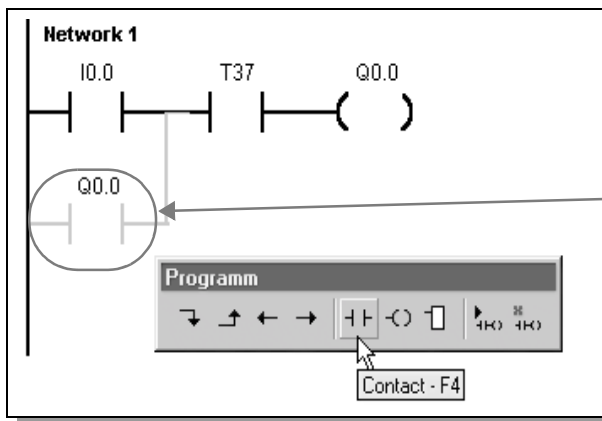 Network 1
I0.0 T37 Q0.0
Q0.0
Programm
Contact - F4